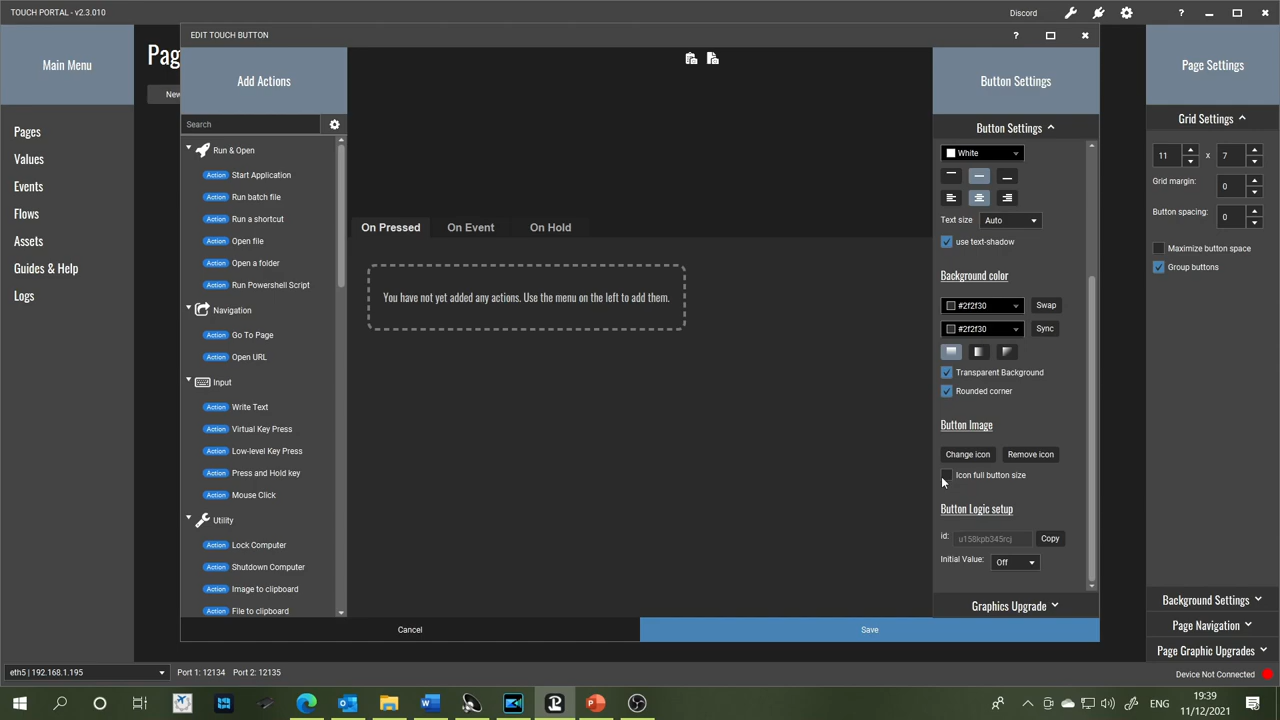 TOUCH PORTAL - v2.3.010
Discord
?
EDIT TOUCH BUTTON
?
Main Menu
Pag
Add Actions
Button Settings
Page Settings
New
Pages
Values
Events
Flows
Assets
Guides & Help
Logs
Search
Run & Open
Action Start Application
Action Run batch file
Action Run a shortcut
Action Open file
Action Open a folder
Action Run Powershell Script
Navigation
Action Go To Page
Action Open URL
Input
Action Write Text
Action Virtual Key Press
Action Low-level Key Press
Action Press and Hold key
Action Mouse Click
Utility
Action Lock Computer
Action Shutdown Computer
Action Image to clipboard
Action File to clipboard
On Pressed On Event On Hold
You have not yet added any actions. Use the menu on the left to add them.
Button Settings
White
Text size Auto
use text-shadow
Background color
#2f2f30 Swap
#2f2f30 Sync
Transparent Background
Rounded corner
Button Image
Change icon Remove icon
Icon full button size
Button Logic setup
id: u158kpb345rcj Copy
Initial Value: Off
Graphics Upgrade
Cancel Save
Grid Settings
11 x 7
Grid margin: 0
Button spacing: 0
Maximize button space
Group buttons
Background Settings
Page Navigation
Page Graphic Upgrades
eth5 | 192.168.1.195 Port 1: 12134 Port 2: 12135 Device Not Connected
ENG
19:39
11/12/2021